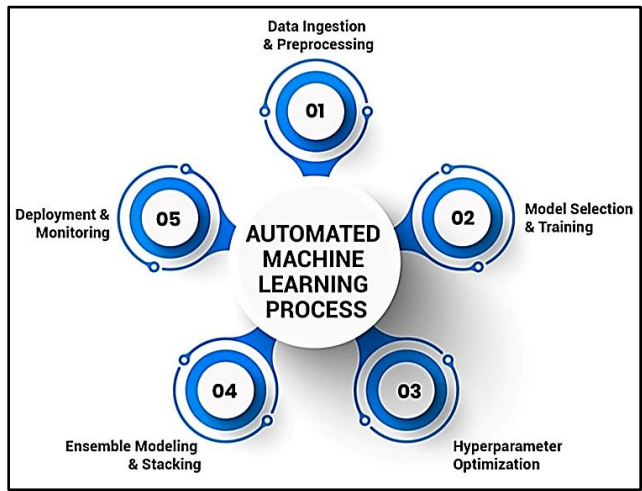 Data Ingestion
& Preprocessing
01
Model Selection
& Training
02
Hyperparameter
Optimization
03
Ensemble Modeling
& Stacking
04
Deployment &
Monitoring
05
AUTOMATED
MACHINE
LEARNING
PROCESS